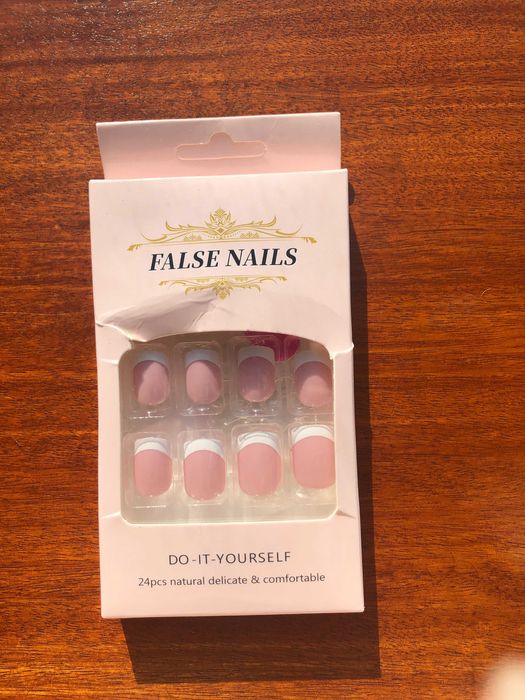 FALSE NAILS
DO-IT-YOURSELF
24pcs natural delicate & comfortable